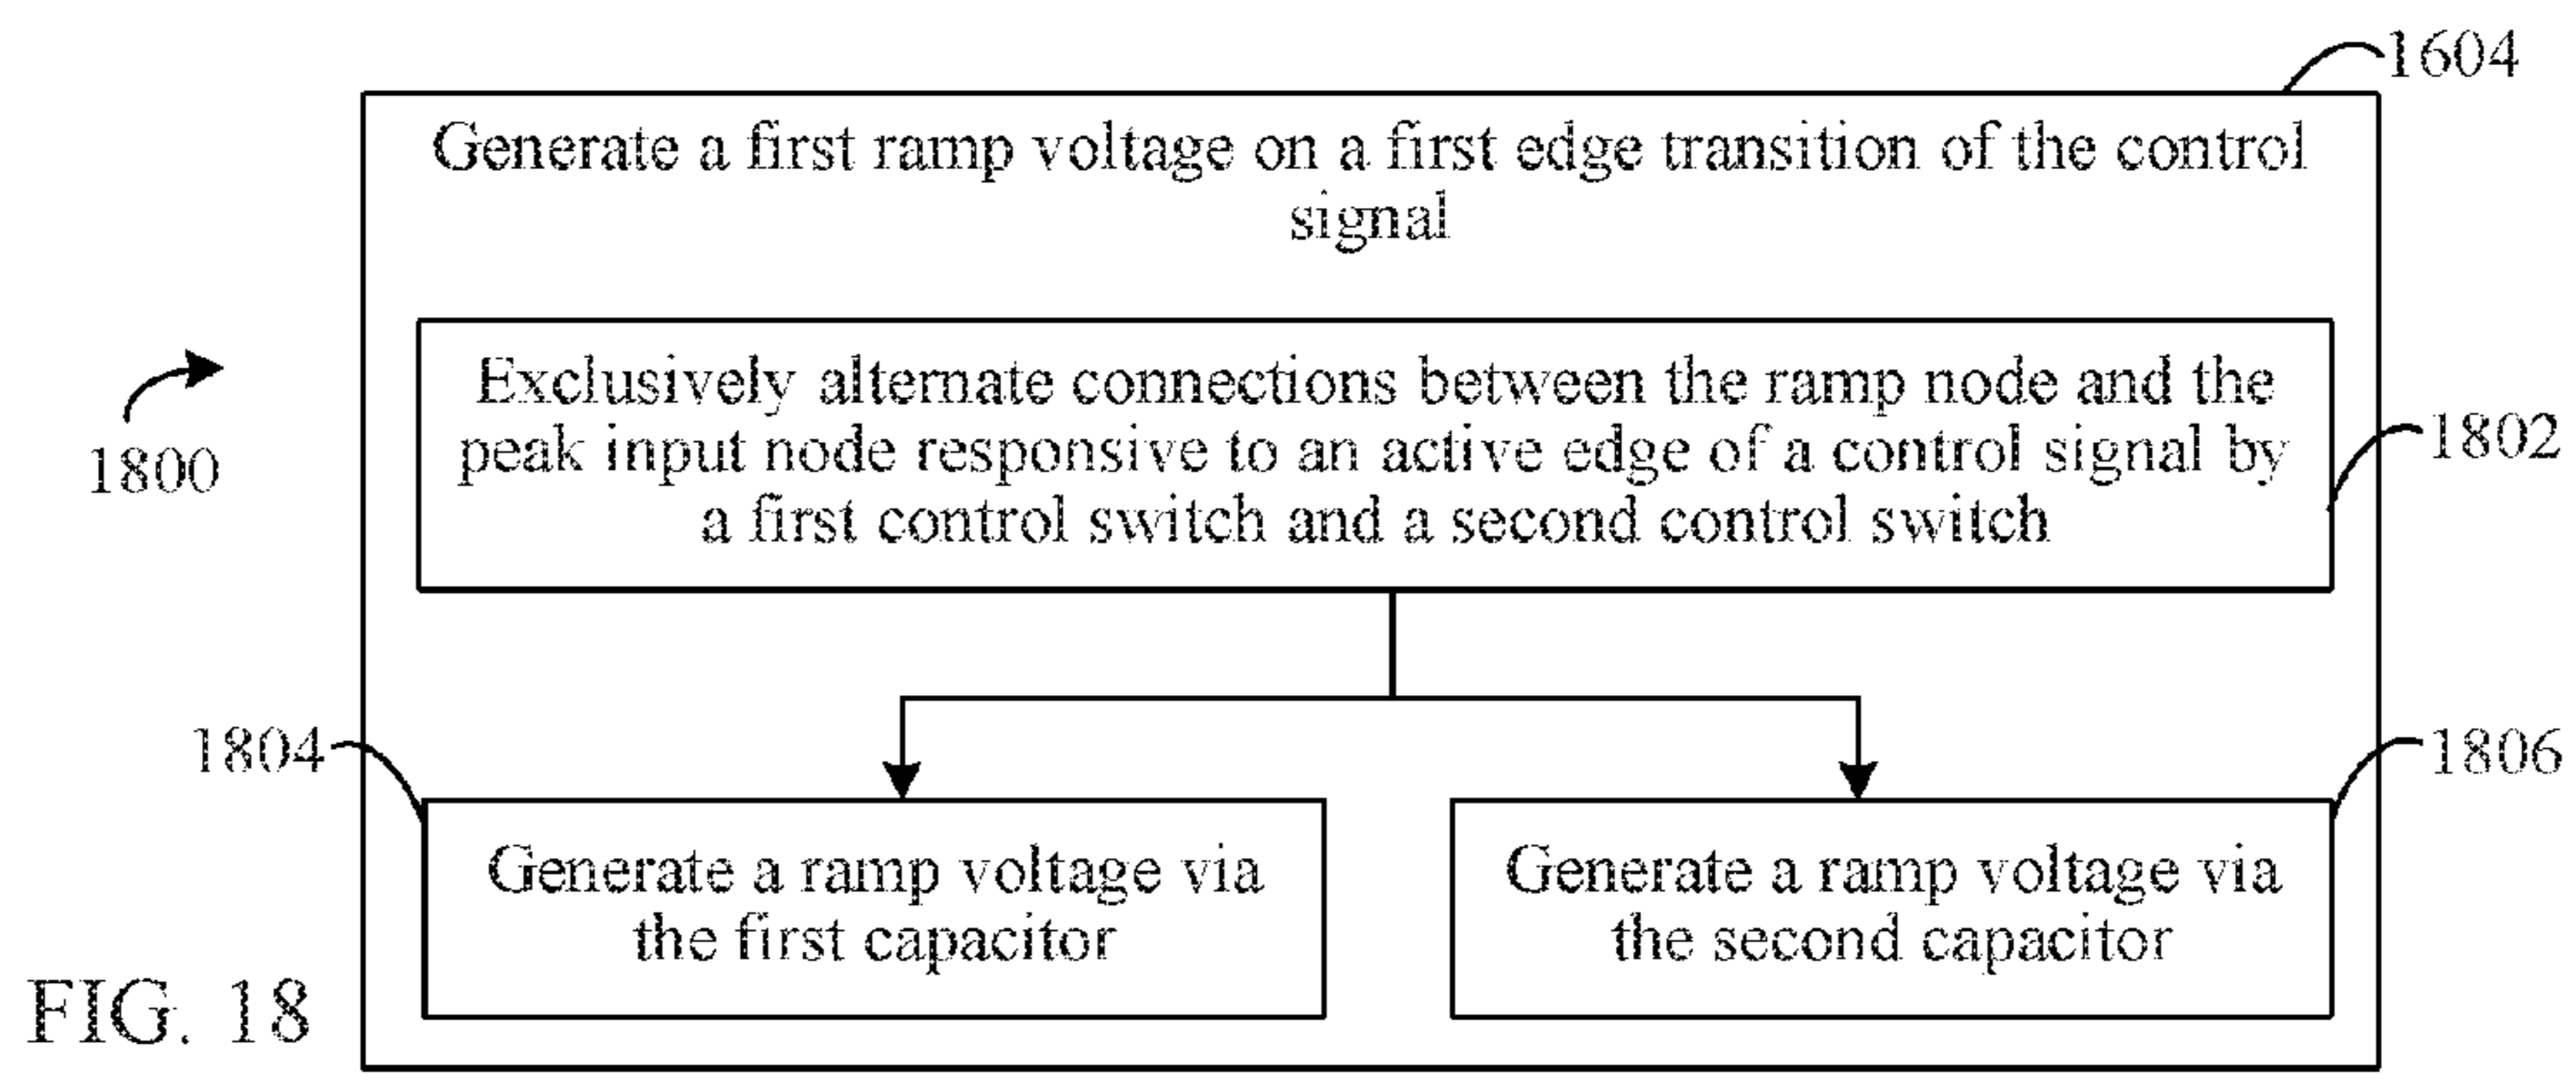 1604
Generate a first ramp voltage on a first edge transition of the control
signal
Exclusively alternate connections between the ramp node and the
peak input node responsive to an active edge of a control signal by
a first control switch and a second control switch
1802
1800
1804
1806
Generate a ramp voltage via
the first capacitor
Generate a ramp voltage via
the second capacitor
FIG. 18